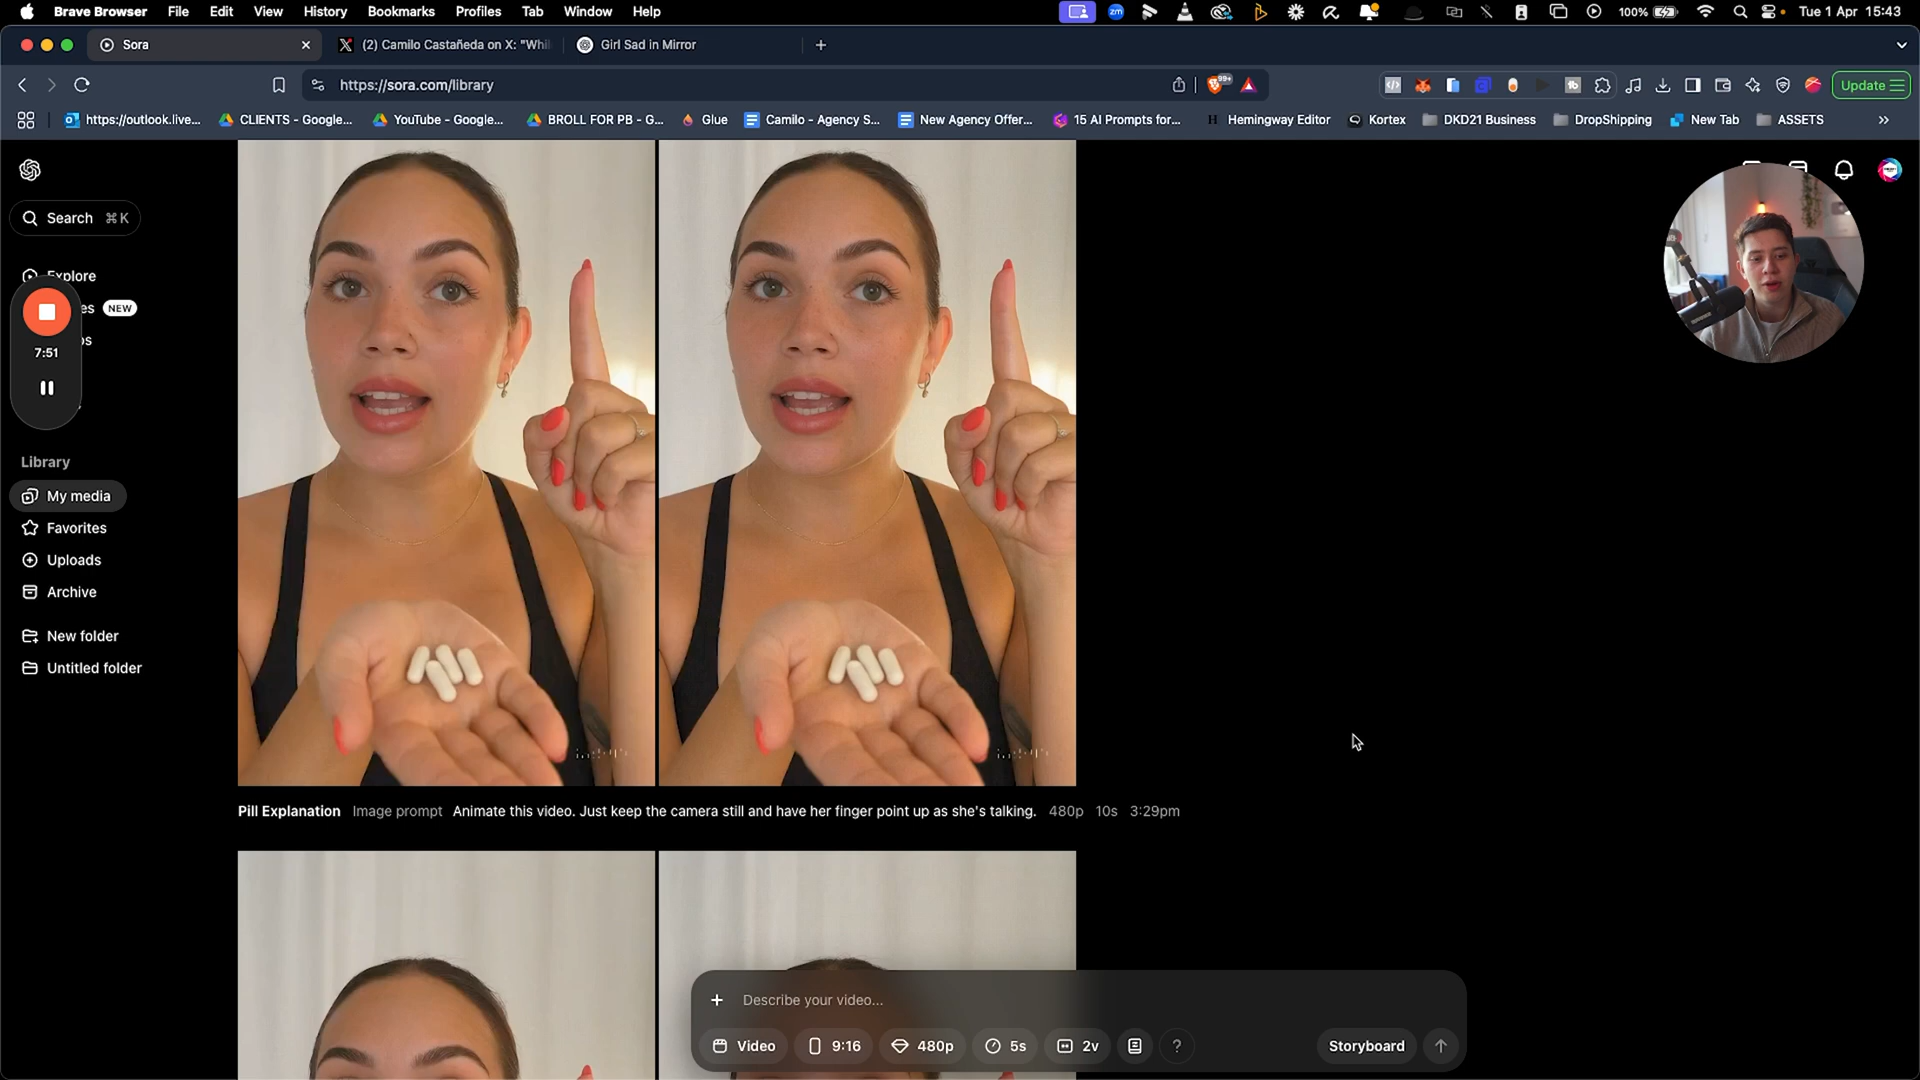 Brave Browser File Edit View History Bookmarks Profiles Tab Window Help
zm
100%
Tue 1 Apr 15:43
Sora
(2) Camilo Castañeda on X: "Whil
Girl Sad in Mirror
https://sora.com/library
99+
Update
https://outlook.live...
CLIENTS - Google...
YouTube - Google...
BROLL FOR PB - G...
Glue
Camilo - Agency S...
New Agency Offer...
15 AI Prompts for...
H Hemingway Editor
Kortex
DKD21 Business
DropShipping
New Tab
ASSETS
Search ⌘K
Explore
es NEW
os
7:51
Library
My media
Favorites
Uploads
Archive
New folder
Untitled folder
Pill Explanation Image prompt Animate this video. Just keep the camera still and have her finger point up as she's talking. 480p 10s 3:29pm
+ Describe your video...
Video 9:16 480p 5s 2v ? Storyboard